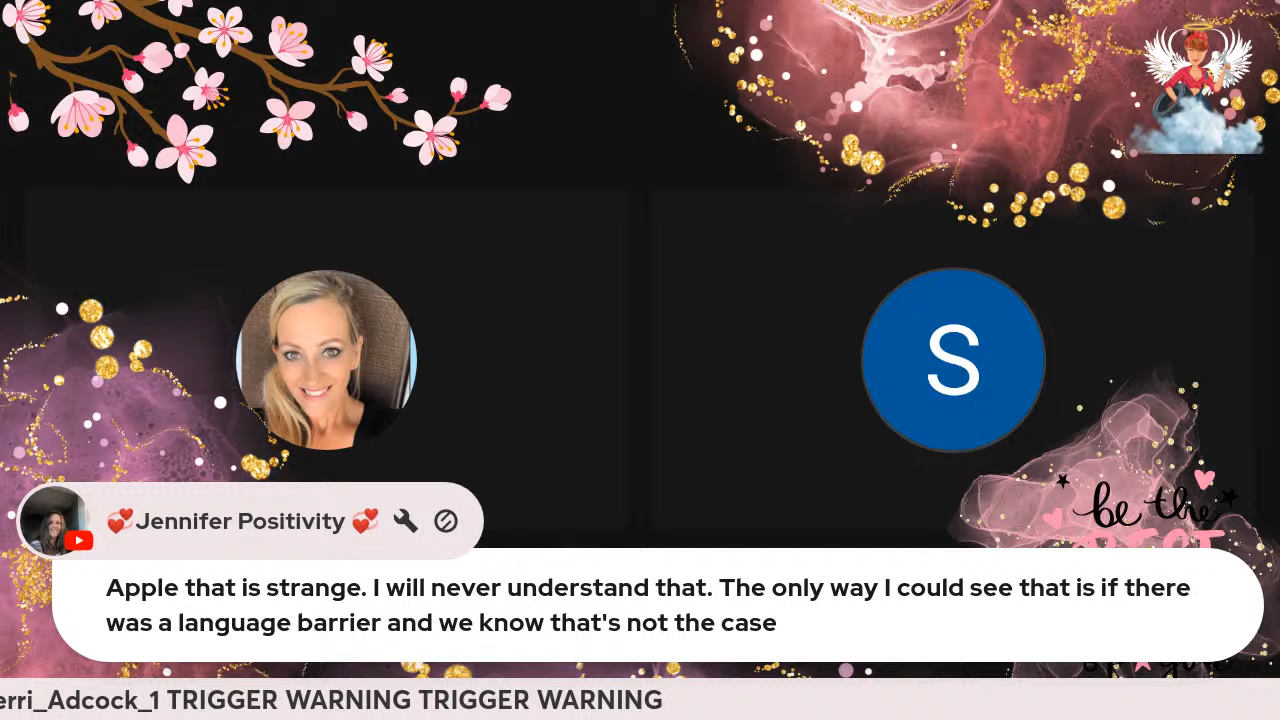 S
be the
BEST
💞Jennifer Positivity 💞
Apple that is strange. I will never understand that. The only way I could see that is if there
was a language barrier and we know that's not the case
erri_Adcock_1 TRIGGER WARNING TRIGGER WARNING